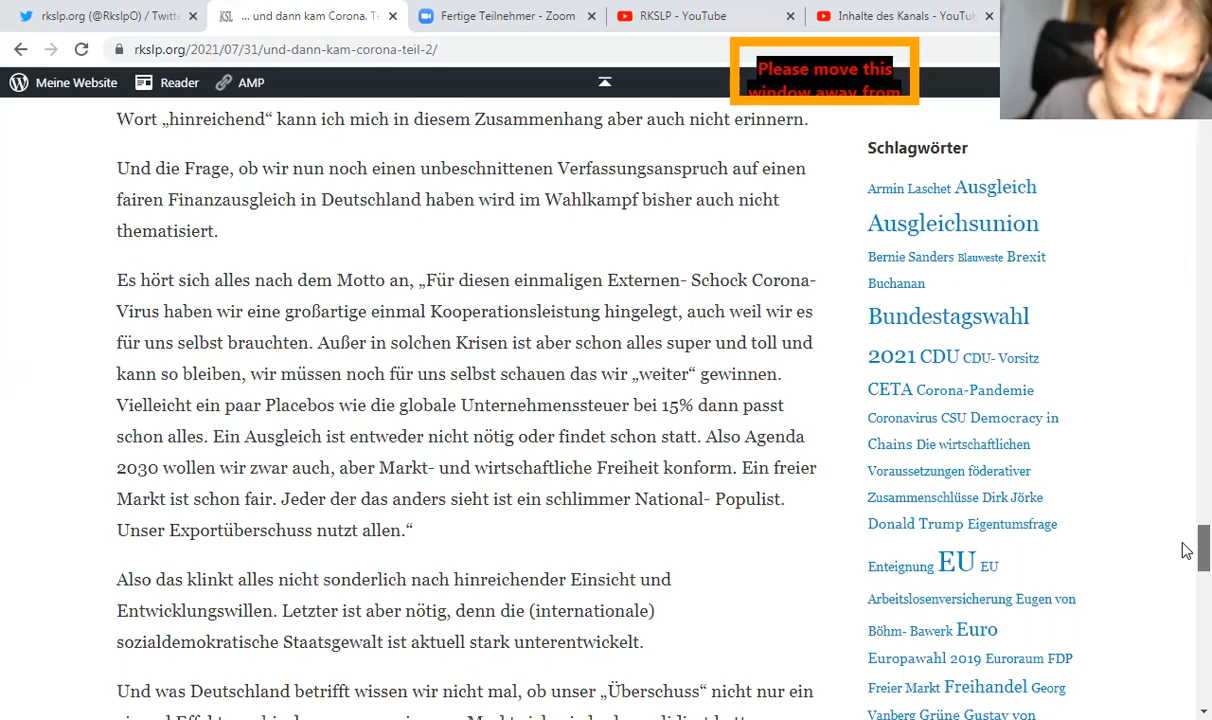 rkslp.org (@RkslpO) / Twitte
... und dann kam Corona. Te
Fertige Teilnehmer - Zoom
RKSLP - YouTube
Inhalte des Kanals - YouTu
rkslp.org/2021/07/31/und-dann-kam-corona-teil-2/
Meine Website
Reader
AMP
Please move this
window away from
Wort „hinreichend“ kann ich mich in diesem Zusammenhang aber auch nicht erinnern.
Und die Frage, ob wir nun noch einen unbeschnittenen Verfassungsanspruch auf einen
fairen Finanzausgleich in Deutschland haben wird im Wahlkampf bisher auch nicht
thematisiert.
Es hört sich alles nach dem Motto an, „Für diesen einmaligen Externen- Schock Corona-
Virus haben wir eine großartige einmal Kooperationsleistung hingelegt, auch weil wir es
für uns selbst brauchten. Außer in solchen Krisen ist aber schon alles super und toll und
kann so bleiben, wir müssen noch für uns selbst schauen das wir „weiter“ gewinnen.
Vielleicht ein paar Placebos wie die globale Unternehmenssteuer bei 15% dann passt
schon alles. Ein Ausgleich ist entweder nicht nötig oder findet schon statt. Also Agenda
2030 wollen wir zwar auch, aber Markt- und wirtschaftliche Freiheit konform. Ein freier
Markt ist schon fair. Jeder der das anders sieht ist ein schlimmer National- Populist.
Unser Exportüberschuss nutzt allen.“
Also das klinkt alles nicht sonderlich nach hinreichender Einsicht und
Entwicklungswillen. Letzter ist aber nötig, denn die (internationale)
sozialdemokratische Staatsgewalt ist aktuell stark unterentwickelt.
Und was Deutschland betrifft wissen wir nicht mal, ob unser „Überschuss“ nicht nur ein
Schlagwörter
Armin Laschet Ausgleich
Ausgleichsunion
Bernie Sanders Blauweste Brexit
Buchanan
Bundestagswahl
2021 CDU CDU- Vorsitz
CETA Corona-Pandemie
Coronavirus CSU Democracy in
Chains Die wirtschaftlichen
Voraussetzungen föderativer
Zusammenschlüsse Dirk Jörke
Donald Trump Eigentumsfrage
Enteignung EU EU
Arbeitslosenversicherung Eugen von
Böhm- Bawerk Euro
Europawahl 2019 Euroraum FDP
Freier Markt Freihandel Georg
Vanberg Grüne Gustav von